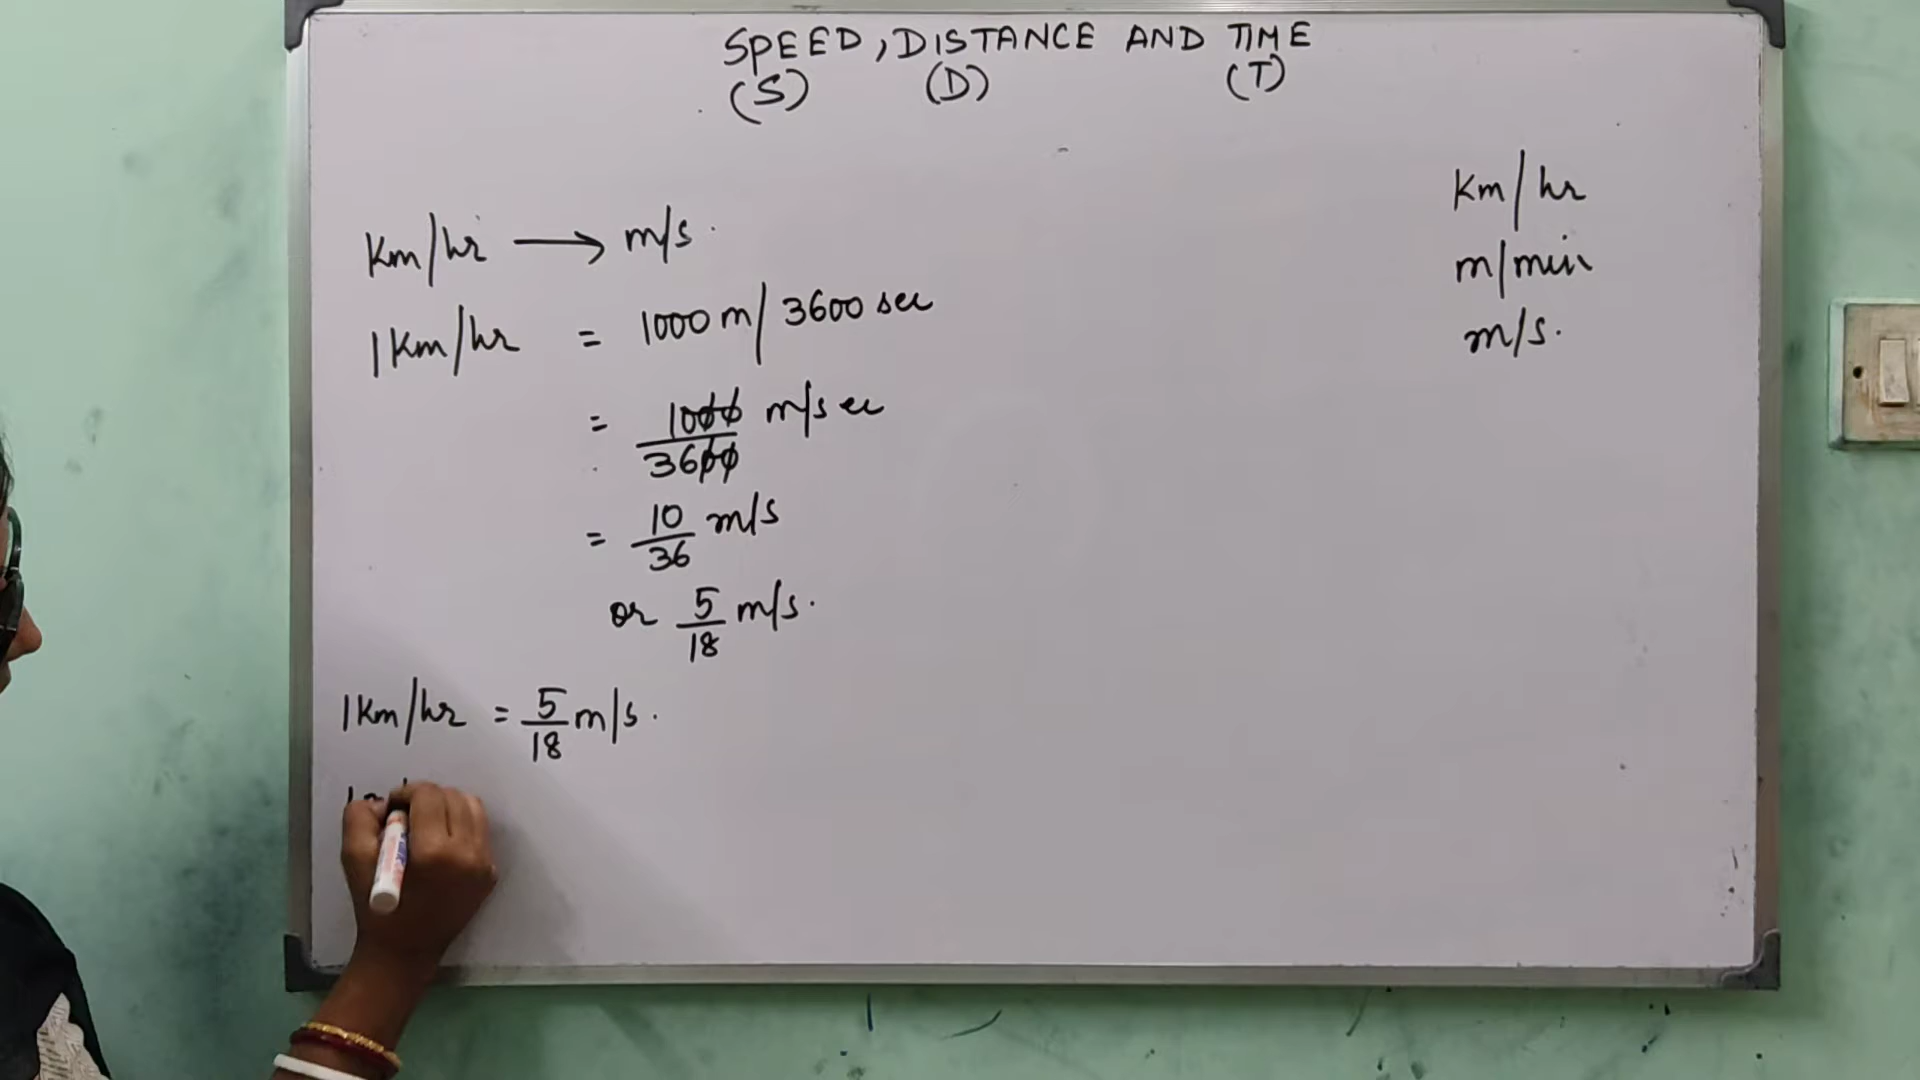 SPEED, DISTANCE AND TIME
(S) (D) (T)
Km/hr → m/s.
1Km/hr = 1000 m/3600 sec
= 1000/3600 m/sec
= 10/36 m/s
or 5/18 m/s.
1Km/hr = 5/18 m/s.
Km/hr
m/min
m/s.